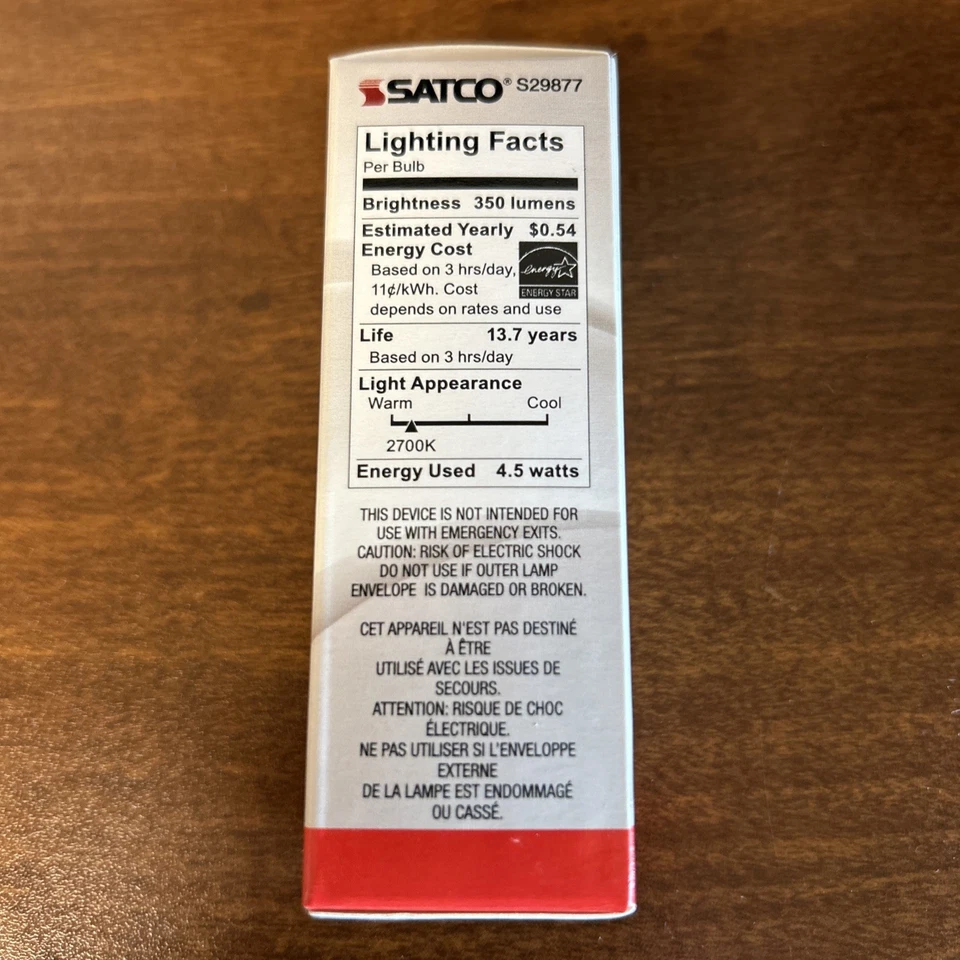 SATCO® S29877
Lighting Facts
Per Bulb
Brightness 350 lumens
Estimated Yearly $0.54
Energy Cost
Based on 3 hrs/day,
11¢/kWh. Cost
depends on rates and use
energy
ENERGY STAR
Life 13.7 years
Based on 3 hrs/day
Light Appearance
Warm Cool
2700K
Energy Used 4.5 watts
THIS DEVICE IS NOT INTENDED FOR
USE WITH EMERGENCY EXITS.
CAUTION: RISK OF ELECTRIC SHOCK
DO NOT USE IF OUTER LAMP
ENVELOPE IS DAMAGED OR BROKEN.
CET APPAREIL N'EST PAS DESTINÉ
À ÊTRE
UTILISÉ AVEC LES ISSUES DE
SECOURS.
ATTENTION: RISQUE DE CHOC
ÉLECTRIQUE.
NE PAS UTILISER SI L'ENVELOPPE
EXTERNE
DE LA LAMPE EST ENDOMMAGÉ
OU CASSÉ.